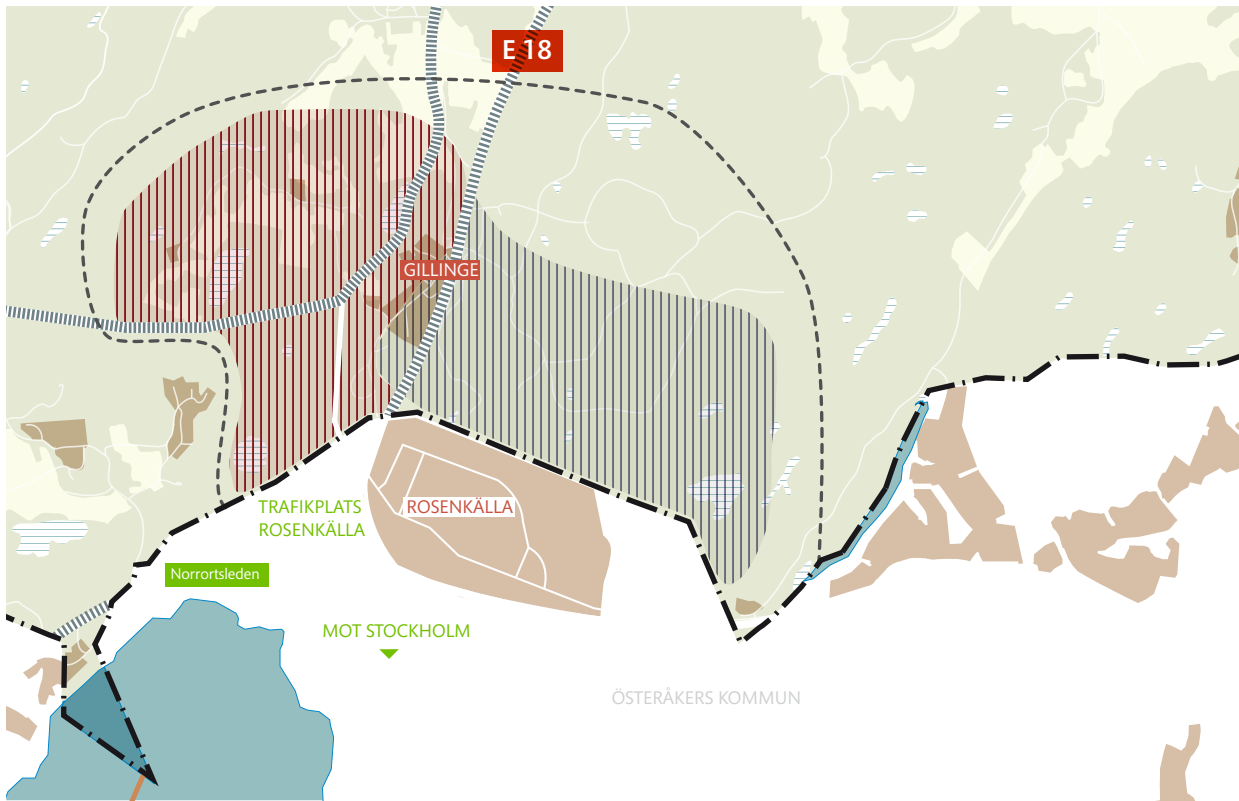 E 18
GILLINGE
TRAFIKPLATS
ROSENKÄLLA
ROSENKÄLLA
Norrortsleden
MOT STOCKHOLM
ÖSTERÅKERS KOMMUN